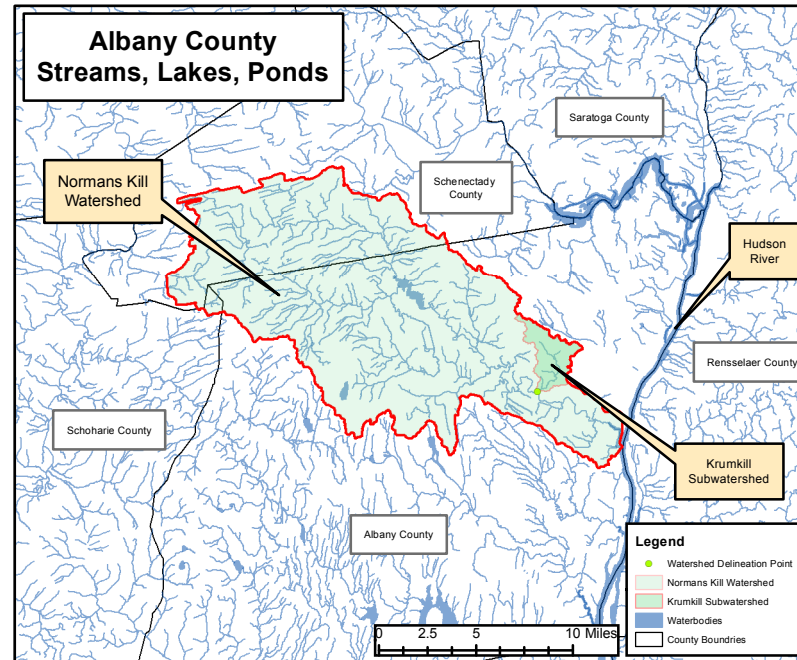 Albany County
Streams, Lakes, Ponds
Saratoga County
Normans Kill
Watershed
Schenectady
County
Hudson
River
Rensselaer County
Schoharie County
Krumkill
Subwatershed
Albany County
Legend
Watershed Delineation Point
Normans Kill Watershed
Krumkill Subwatershed
Waterbodies
County Boundries
0 2.5 5 10 Miles